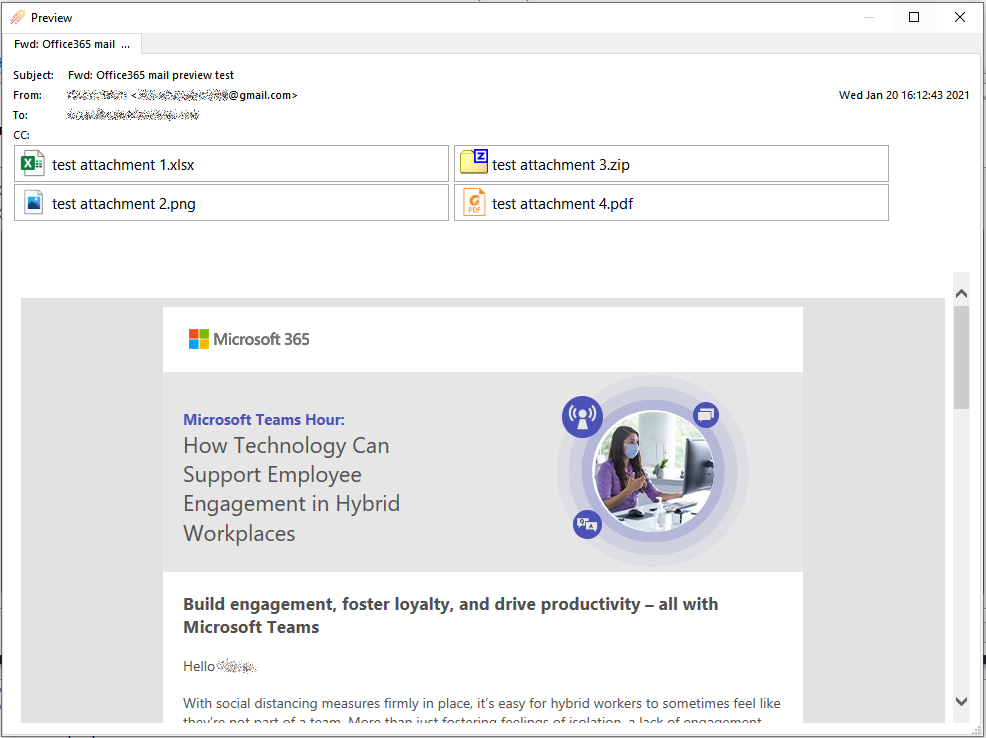 Preview
Fwd: Office365 mail ...
Subject: Fwd: Office365 mail preview test
From: <@gmail.com>
Wed Jan 20 16:12:43 2021
To:
CC:
test attachment 1.xlsx
test attachment 3.zip
test attachment 2.png
test attachment 4.pdf
Microsoft 365
Microsoft Teams Hour:
How Technology Can
Support Employee
Engagement in Hybrid
Workplaces
Q A
Build engagement, foster loyalty, and drive productivity – all with
Microsoft Teams
Hello
With social distancing measures firmly in place, it's easy for hybrid workers to sometimes feel like
they're not part of a team. More than just fostering feelings of isolation, a lack of engagement